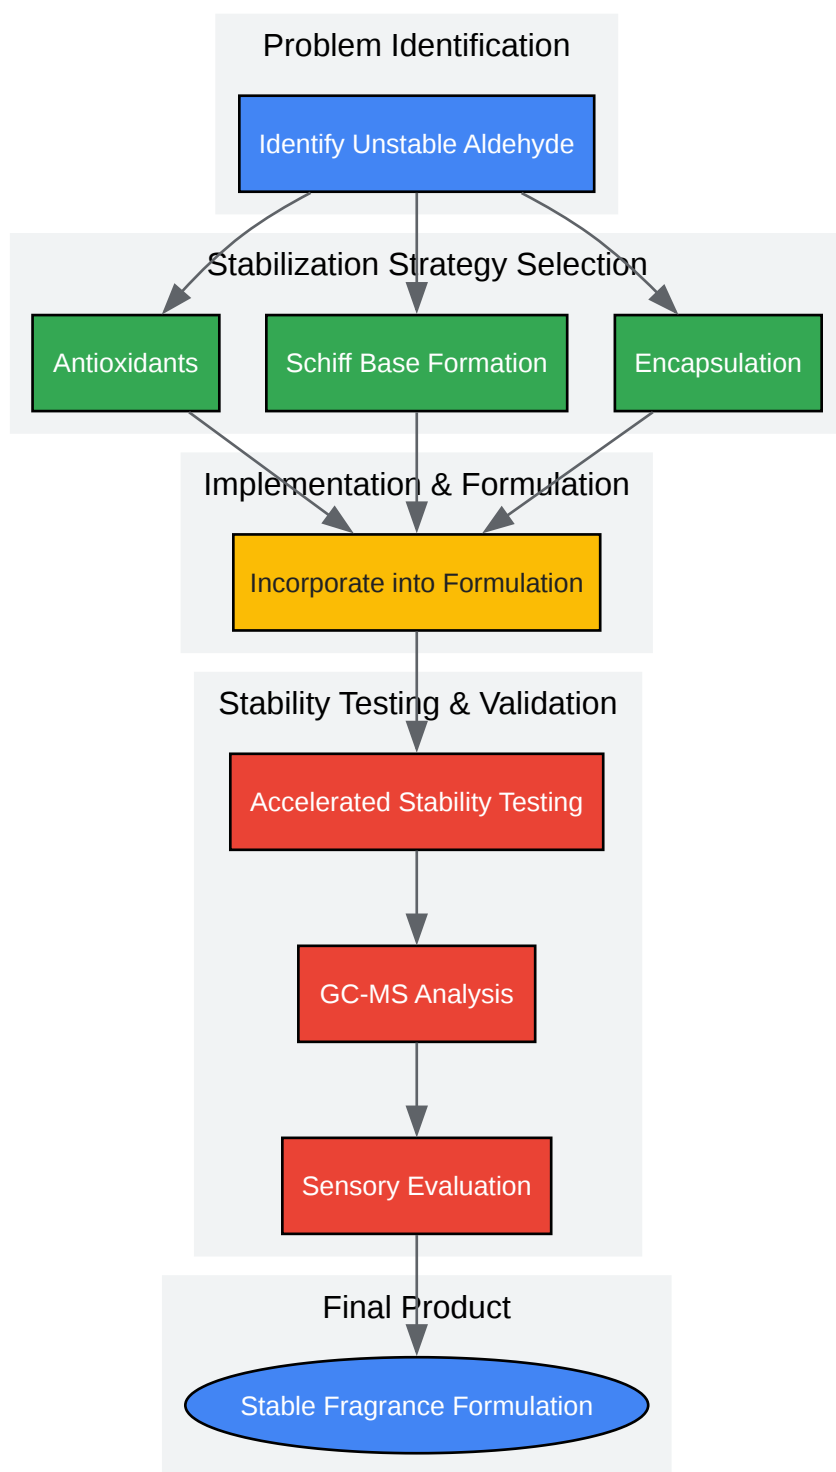 Problem Identification
Identify Unstable Aldehyde
Stabilization Strategy Selection
Antioxidants
Schiff Base Formation
Encapsulation
Implementation & Formulation
Incorporate into Formulation
Stability Testing & Validation
Accelerated Stability Testing
GC-MS Analysis
Sensory Evaluation
Final Product
Stable Fragrance Formulation